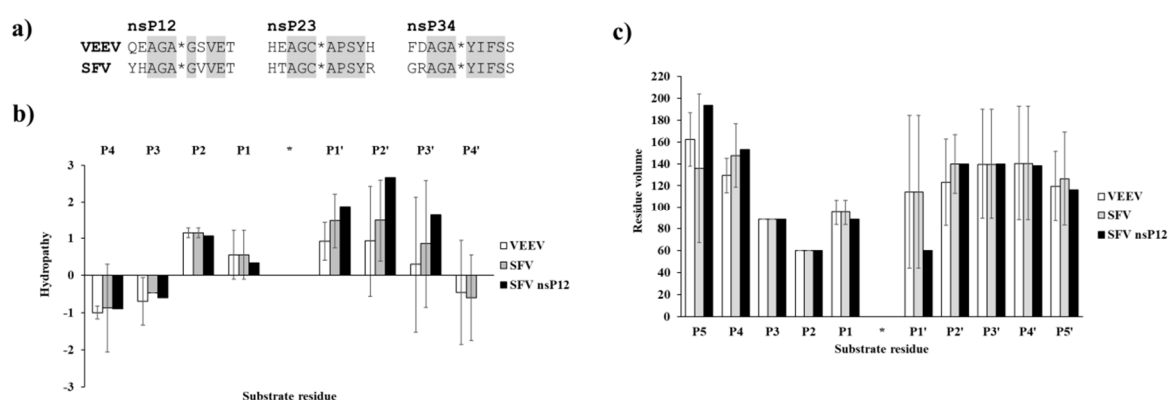 a)
nsP12 nsP23 nsP34
VEEV QEAGA*GSVET HEAGC*APSYH FDAGA*YIFSS
SFV YHAGA*GVVET HTAGC*APSYR GRAGA*YIFSS
b)
P4 P3 P2 P1 * P1' P2' P3' P4'
3
2
1
0
-1
-2
-3
Hydropathy
Substrate residue
VEEV
SFV
SFV nsP12
c)
220
200
180
160
140
120
100
80
60
40
20
0
Residue volume
P5 P4 P3 P2 P1 * P1' P2' P3' P4' P5'
Substrate residue
VEEV
SFV
SFV nsP12